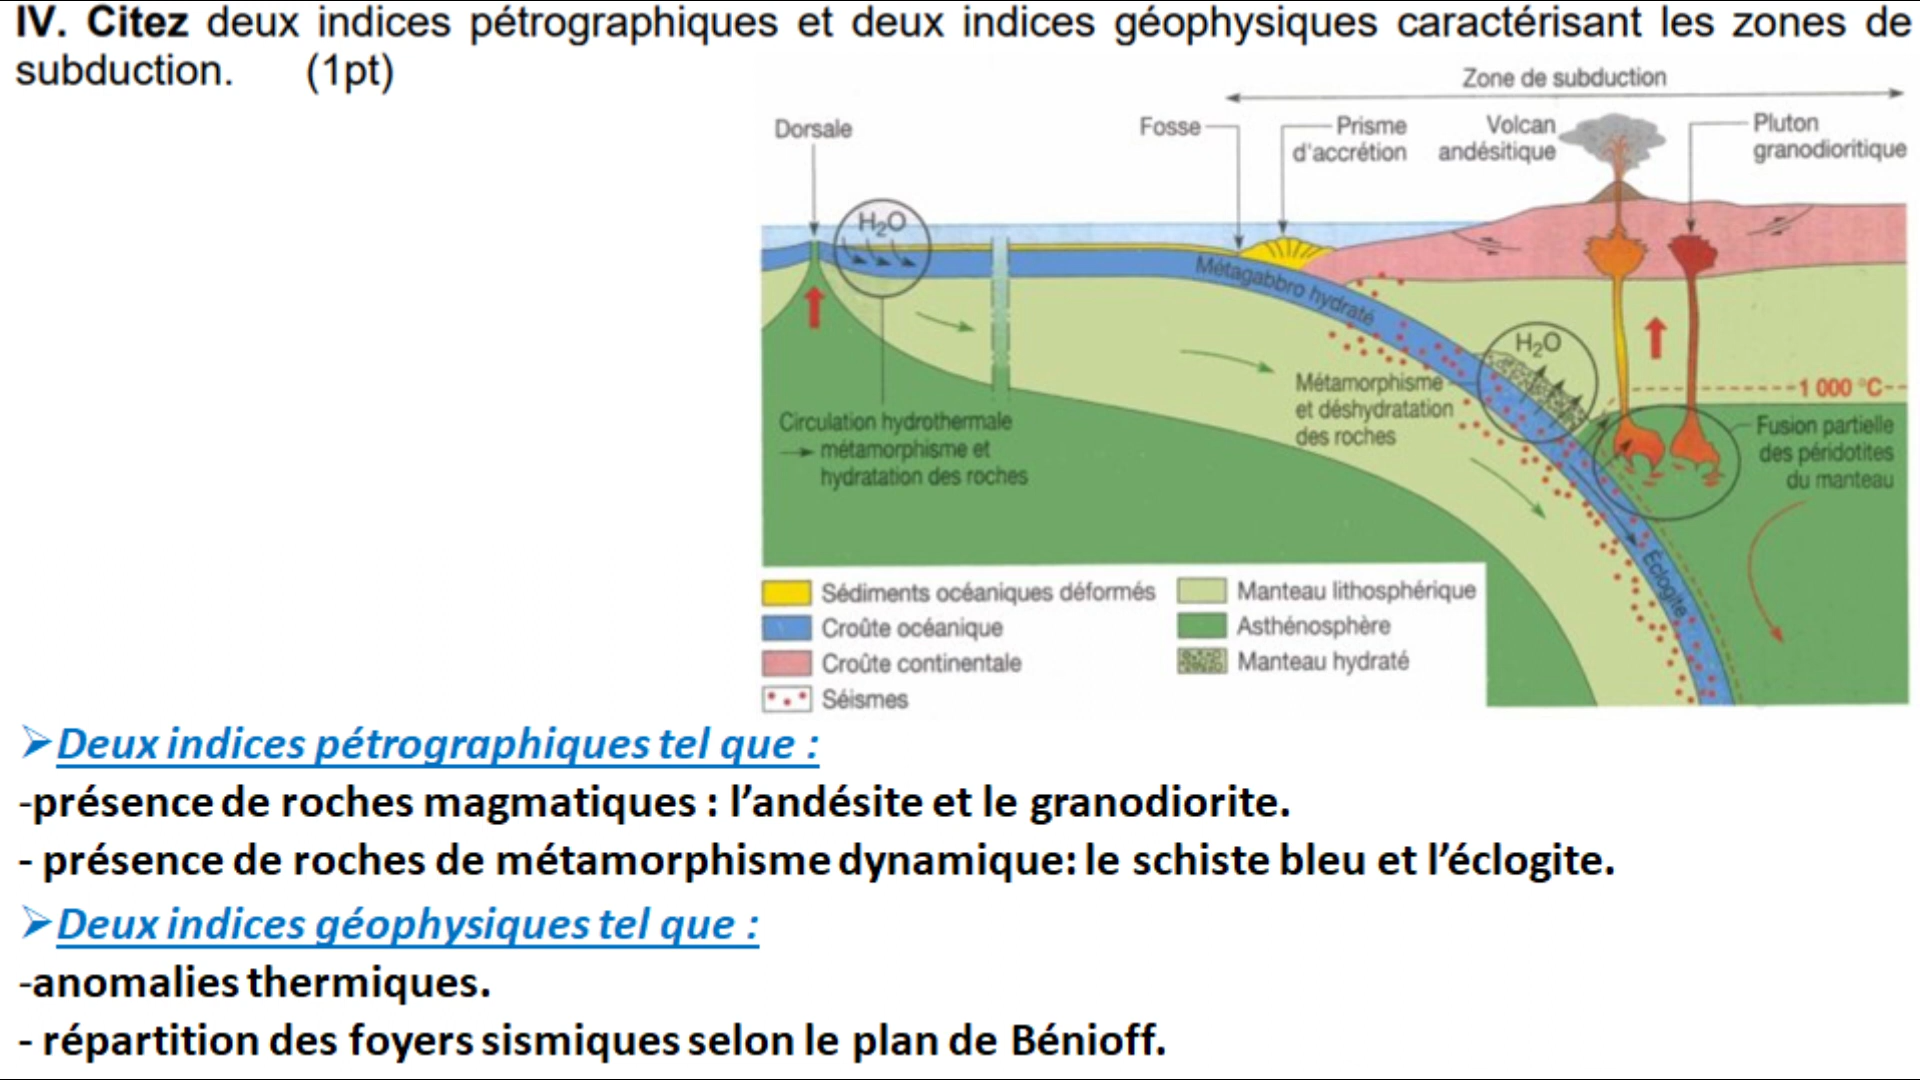 IV. Citez deux indices pétrographiques et deux indices géophysiques caractérisant les zones de
subduction. (1pt)
Zone de subduction
Dorsale
Fosse
Prisme
d'accrétion
Volcan
andésitique
Pluton
granodioritique
H₂O
Métagabbro hydraté
H₂O
1 000 °C
Métamorphisme
et déshydratation
des roches
Circulation hydrothermale
métamorphisme et
hydratation des roches
Fusion partielle
des péridotites
du manteau
Éclogite
Sédiments océaniques déformés
Croûte océanique
Croûte continentale
Séismes
Manteau lithosphérique
Asthénosphère
Manteau hydraté
➢Deux indices pétrographiques tel que :
-présence de roches magmatiques : l’andésite et le granodiorite.
- présence de roches de métamorphisme dynamique: le schiste bleu et l’éclogite.
➢Deux indices géophysiques tel que :
-anomalies thermiques.
- répartition des foyers sismiques selon le plan de Bénioff.